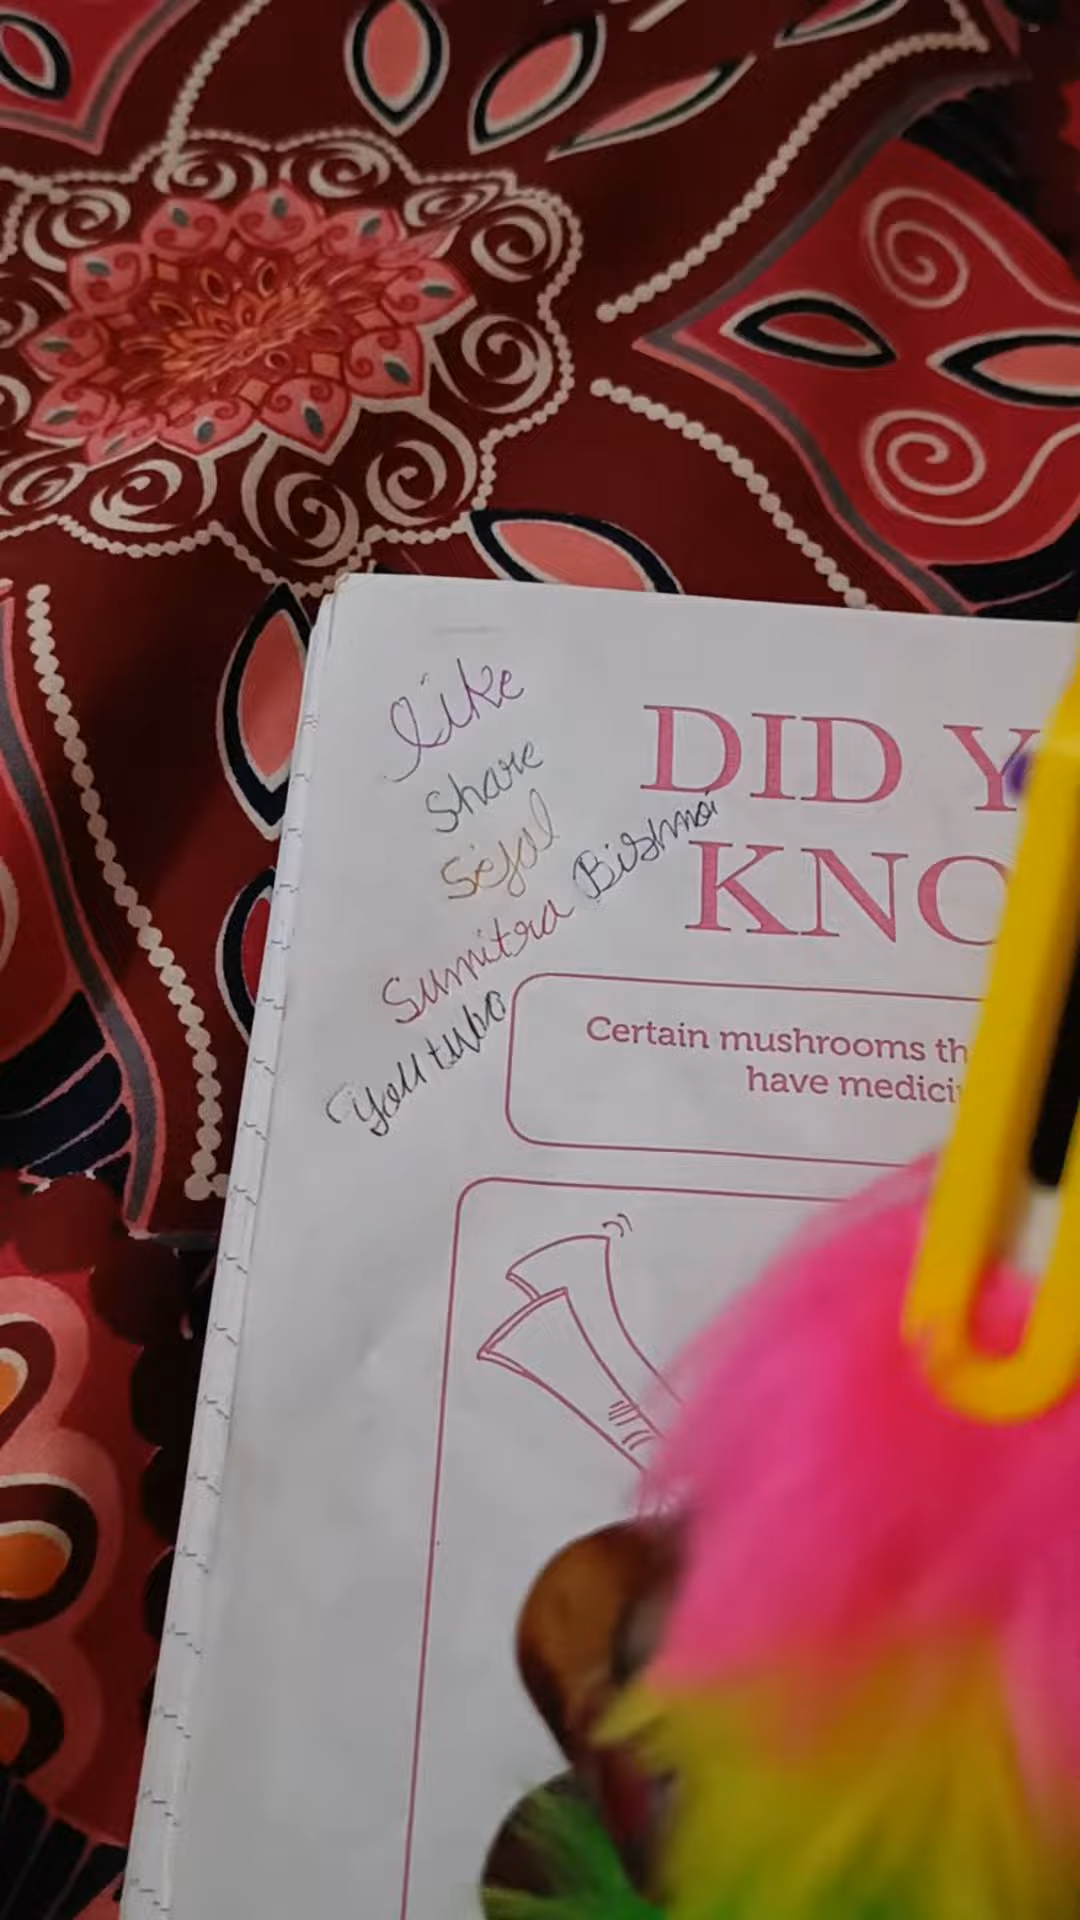 like
Share
Sejal
Sumitra Bishnoi
YouTube
DID Y
KNO
Certain mushrooms th
have medici